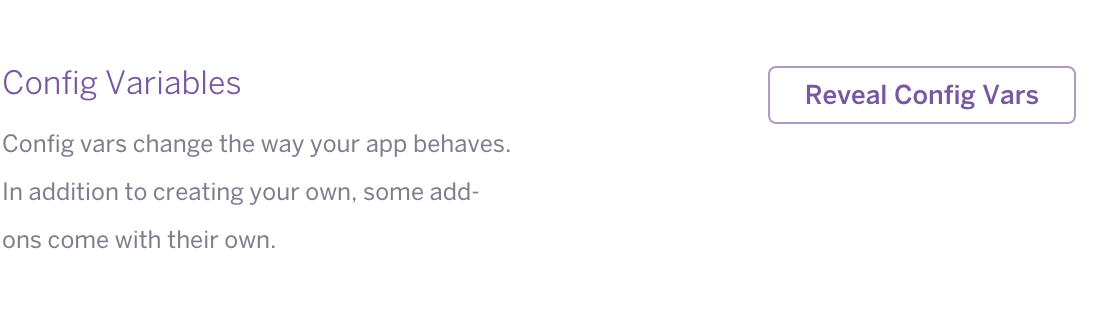 Config Variables
Reveal Config Vars
Config vars change the way your app behaves.
In addition to creating your own, some add-
ons come with their own.